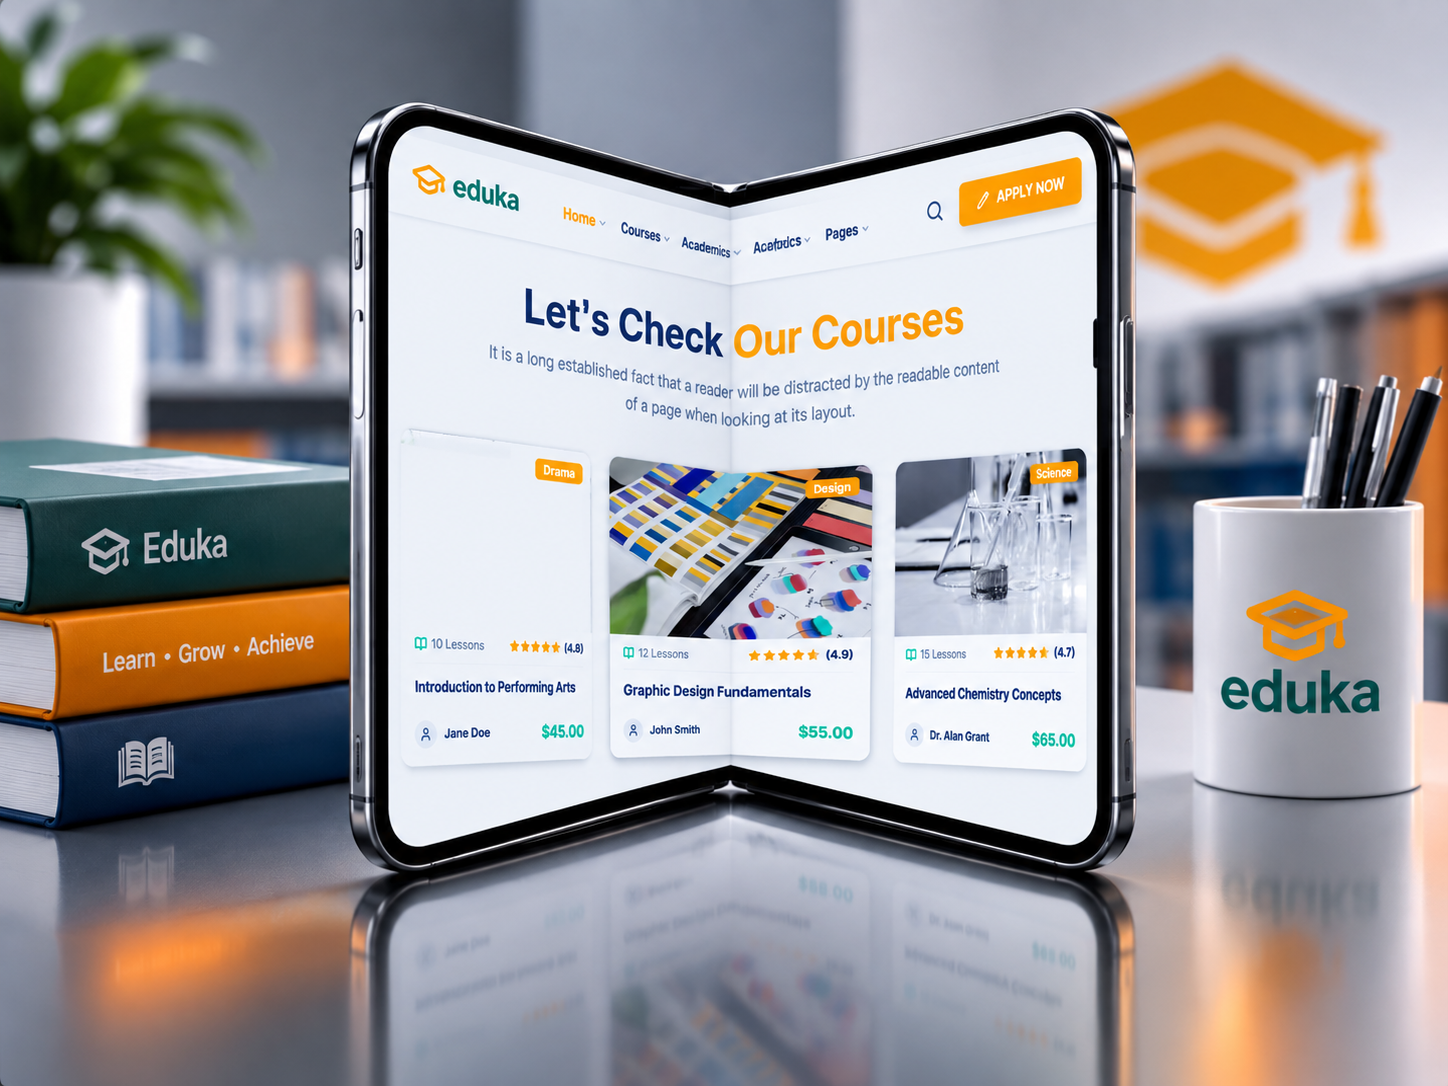 eduka
Home
Courses
Academics
Pages
APPLY NOW
Let's Check Our Courses
It is a long established fact that a reader will be distracted by the readable content
of a page when looking at its layout.
Drama
10 Lessons
(4.8)
Introduction to Performing Arts
Jane Doe
$45.00
Design
12 Lessons
(4.9)
Graphic Design Fundamentals
John Smith
$55.00
Science
15 Lessons
(4.7)
Advanced Chemistry Concepts
Dr. Alan Grant
$65.00
Eduka
Learn • Grow • Achieve
eduka